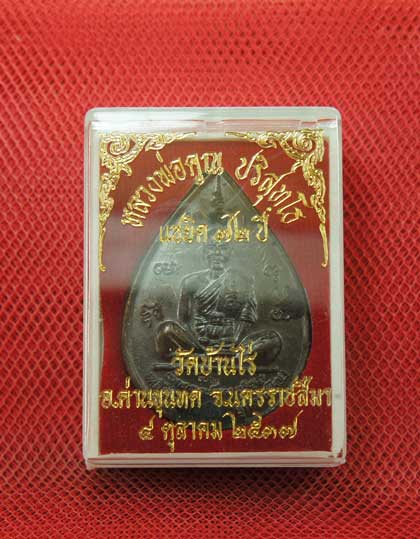 หลวงพ่อคูณ ปริสุทฺโธ
แซยิด ๗๒ ปี
วัดบ้านไร่
อ.ด่านขุนทด จ.นครราชสีมา
๔ ตุลาคม ๒๕๓๗